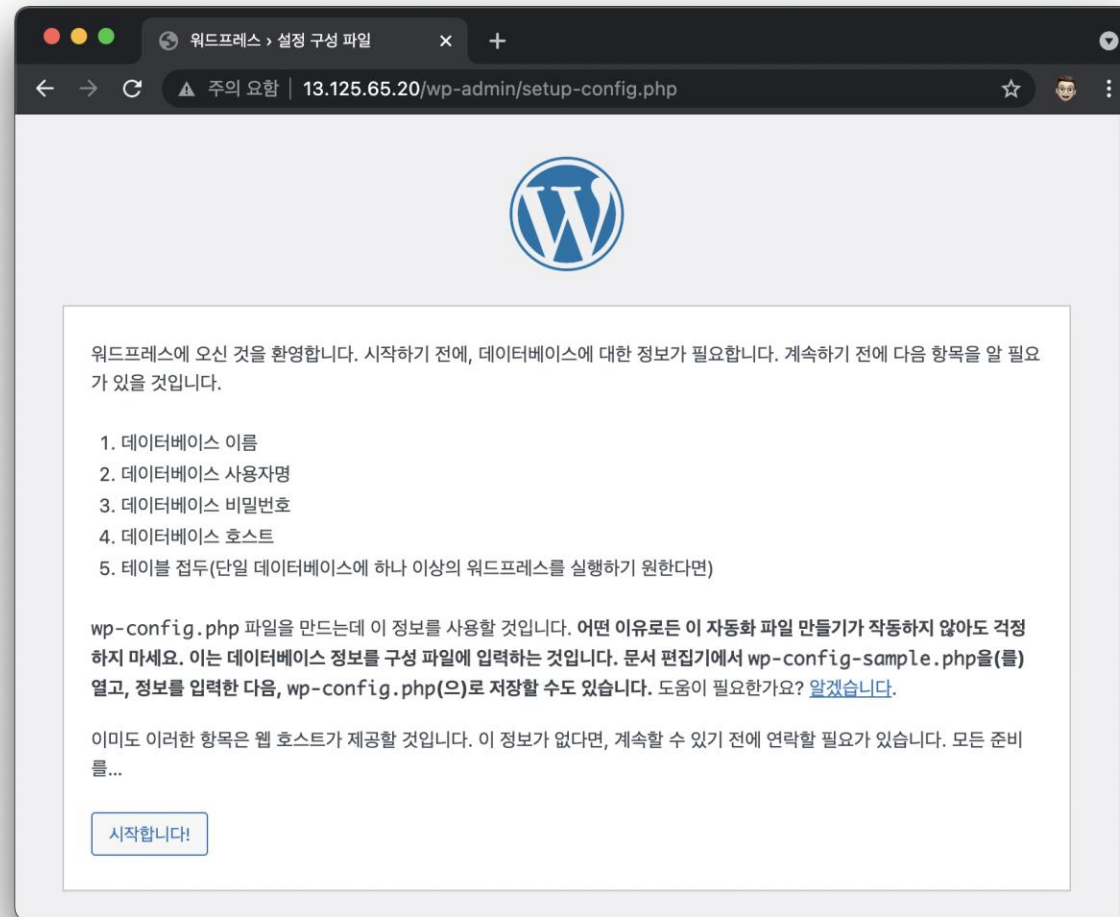 워드프레스 › 설정 구성 파일
주의 요함 | 13.125.65.20/wp-admin/setup-config.php
W
워드프레스에 오신 것을 환영합니다. 시작하기 전에, 데이터베이스에 대한 정보가 필요합니다. 계속하기 전에 다음 항목을 알 필요
가 있을 것입니다.
1. 데이터베이스 이름
2. 데이터베이스 사용자명
3. 데이터베이스 비밀번호
4. 데이터베이스 호스트
5. 테이블 접두(단일 데이터베이스에 하나 이상의 워드프레스를 실행하기 원한다면)
wp-config.php 파일을 만드는데 이 정보를 사용할 것입니다. 어떤 이유로든 이 자동화 파일 만들기가 작동하지 않아도 걱정
하지 마세요. 이는 데이터베이스 정보를 구성 파일에 입력하는 것입니다. 문서 편집기에서 wp-config-sample.php을(를)
열고, 정보를 입력한 다음, wp-config.php(으)로 저장할 수도 있습니다. 도움이 필요한가요? 알겠습니다.
이미도 이러한 항목은 웹 호스트가 제공할 것입니다. 이 정보가 없다면, 계속할 수 있기 전에 연락할 필요가 있습니다. 모든 준비
를...
시작합니다!